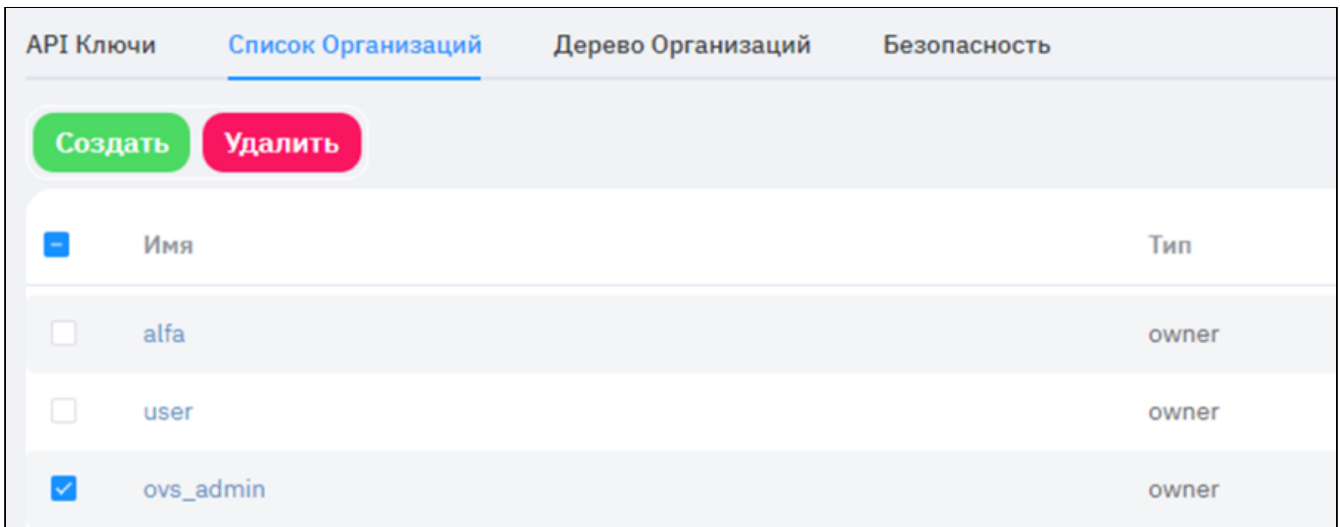 API Ключи Список Организаций Дерево Организаций Безопасность
Создать Удалить
Имя Тип
alfa owner
user owner
ovs_admin owner